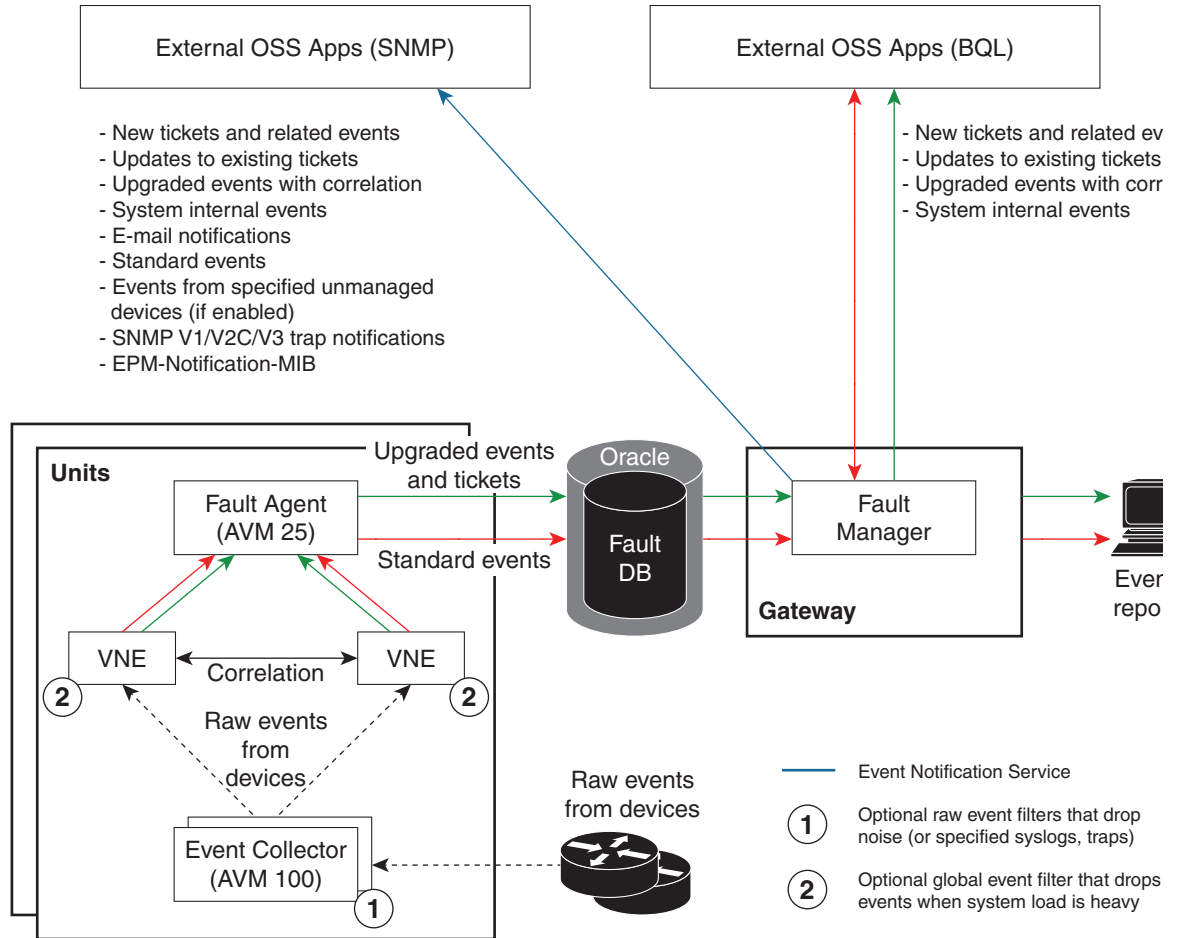 External OSS Apps (SNMP)
External OSS Apps (BQL)
- New tickets and related events
- Updates to existing tickets
- Upgraded events with correlation
- System internal events
- E-mail notifications
- Standard events
- Events from specified unmanaged
devices (if enabled)
- SNMP V1/V2C/V3 trap notifications
- EPM-Notification-MIB
- New tickets and related ev
- Updates to existing tickets
- Upgraded events with corr
- System internal events
Units
Fault Agent
(AVM 25)
Upgraded events
and tickets
Standard events
Oracle
Fault
DB
Fault
Manager
Gateway
Ever
repo
VNE
VNE
Correlation
2
2
Raw events
from
devices
Event Collector
(AVM 100)
1
Raw events
from devices
Event Notification Service
1
Optional raw event filters that drop
noise (or specified syslogs, traps)
2
Optional global event filter that drops
events when system load is heavy